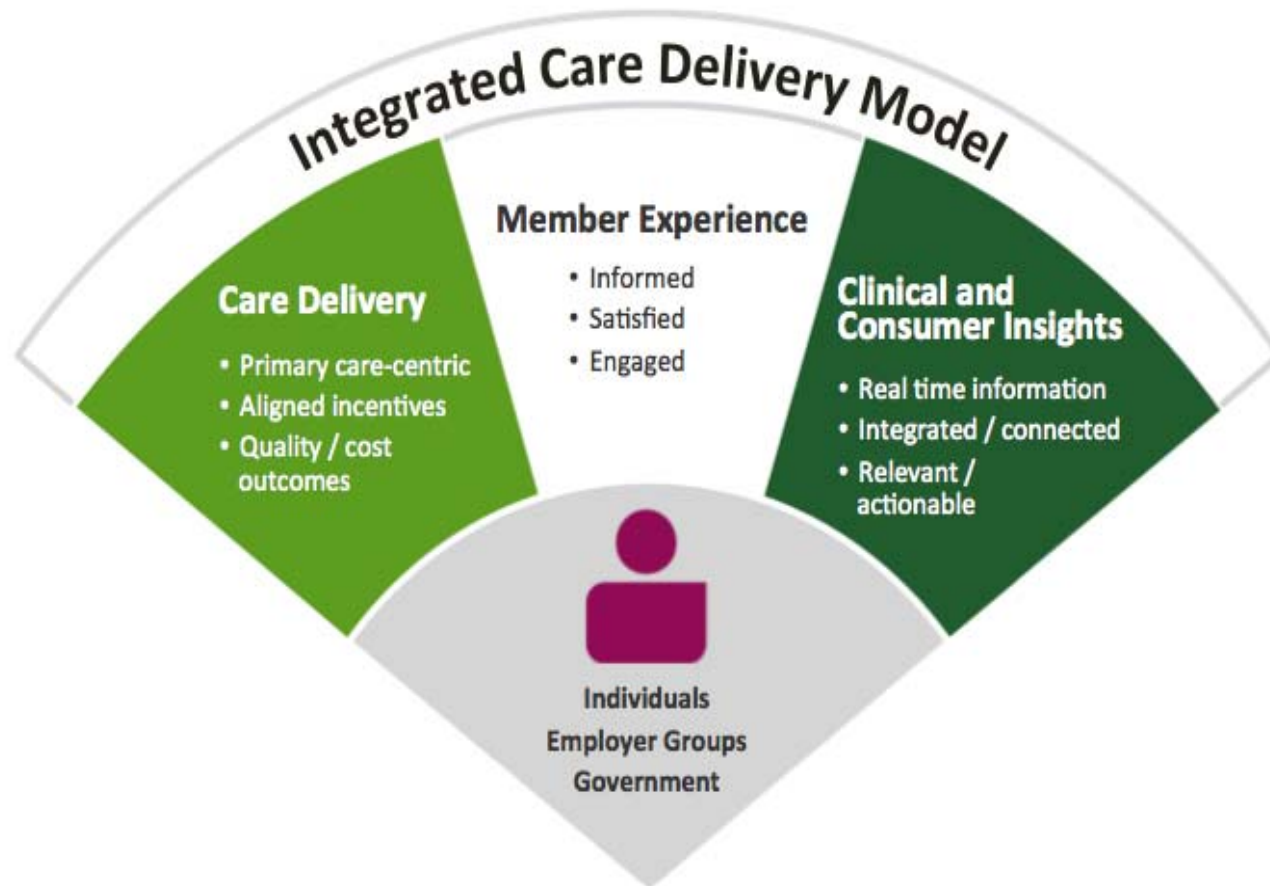 Integrated Care Delivery Model
Care Delivery
• Primary care-centric
• Aligned incentives
• Quality / cost
outcomes
Member Experience
• Informed
• Satisfied
• Engaged
Clinical and
Consumer Insights
• Real time information
• Integrated / connected
• Relevant /
actionable
Individuals
Employer Groups
Government